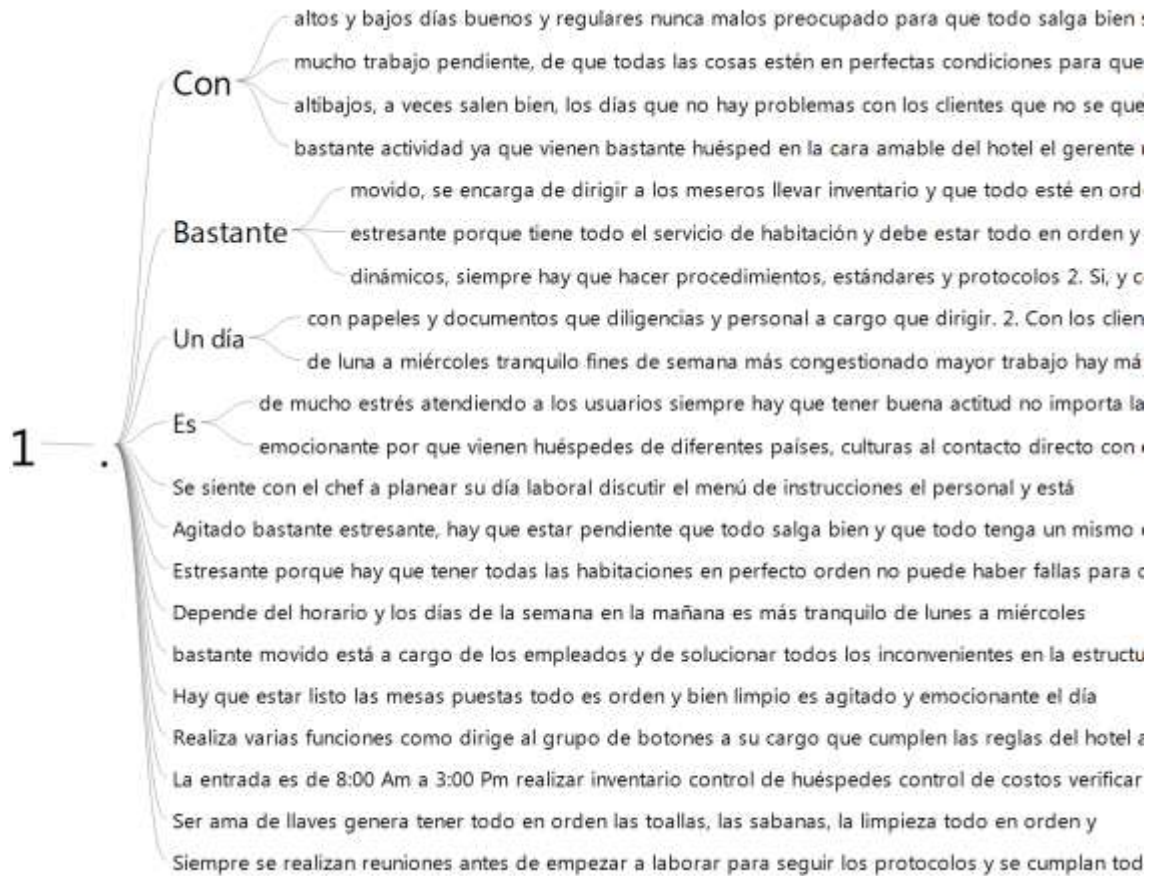 1 .
Con
altos y bajos días buenos y regulares nunca malos preocupado para que todo salga bien
mucho trabajo pendiente, de que todas las cosas estén en perfectas condiciones para que
altibajos, a veces salen bien, los días que no hay problemas con los clientes que no se que
bastante actividad ya que vienen bastante huésped en la cara amable del hotel el gerente
Bastante
movido, se encarga de dirigir a los meseros llevar inventario y que todo esté en ord
estresante porque tiene todo el servicio de habitación y debe estar todo en orden y
dinámicos, siempre hay que hacer procedimientos, estándares y protocolos 2. Si, y c
Un día
con papeles y documentos que diligencias y personal a cargo que dirigir. 2. Con los clien
de luna a miércoles tranquilo fines de semana más congestionado mayor trabajo hay má
Es
de mucho estrés atendiendo a los usuarios siempre hay que tener buena actitud no importa la
emocionante por que vienen huéspedes de diferentes países, culturas al contacto directo con
Se siente con el chef a planear su día laboral discutir el menú de instrucciones el personal y está
Agitado bastante estresante, hay que estar pendiente que todo salga bien y que todo tenga un mismo
Estresante porque hay que tener todas las habitaciones en perfecto orden no puede haber fallas para
Depende del horario y los días de la semana en la mañana es más tranquilo de lunes a miércoles
bastante movido está a cargo de los empleados y de solucionar todos los inconvenientes en la estructu
Hay que estar listo las mesas puestas todo es orden y bien limpio es agitado y emocionante el día
Realiza varias funciones como dirige al grupo de botones a su cargo que cumplen las reglas del hotel a
La entrada es de 8:00 Am a 3:00 Pm realizar inventario control de huéspedes control de costos verificar
Ser ama de llaves genera tener todo en orden las toallas, las sabanas, la limpieza todo en orden y
Siempre se realizan reuniones antes de empezar a laborar para seguir los protocolos y se cumplan tod